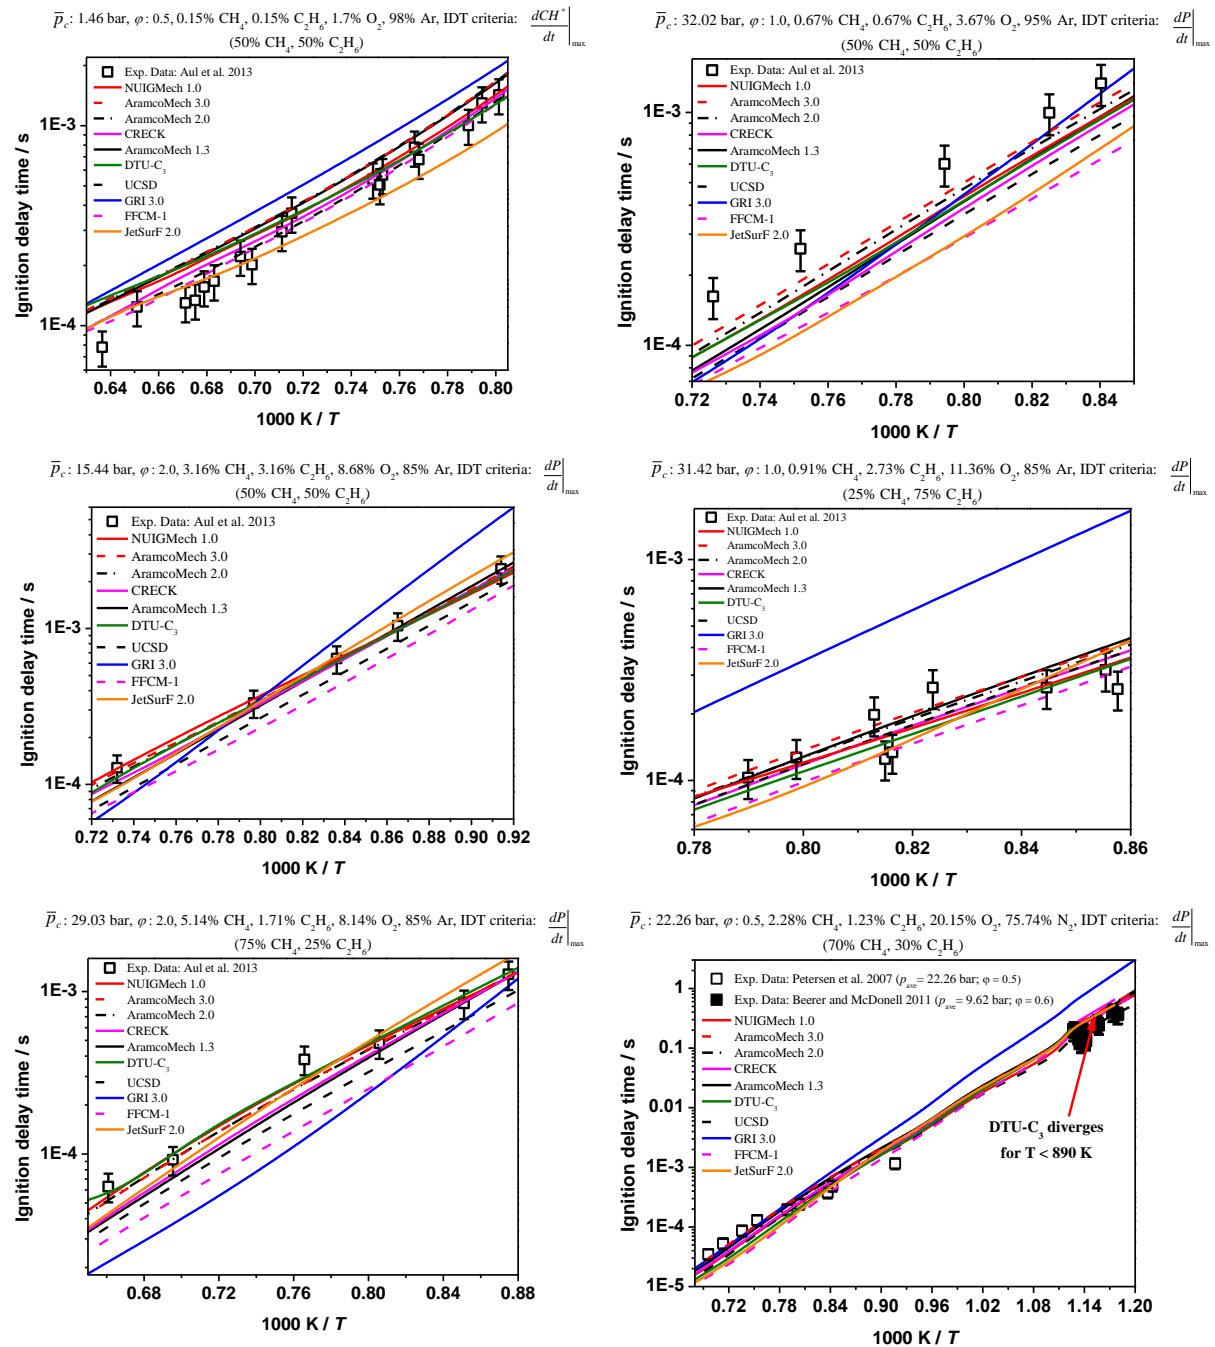 p̅c : 1.46 bar, φ : 0.5, 0.15% CH4, 0.15% C2H6, 1.7% O2, 98% Ar, IDT criteria: dCH*/dt|max
(50% CH4, 50% C2H6)
Exp. Data: Aul et al. 2013
NUIGMech 1.0
AramcoMech 3.0
AramcoMech 2.0
CRECK
AramcoMech 1.3
DTU-C3
UCSD
GRI 3.0
FFCM-1
JetSurF 2.0
1E-3
1E-4
Ignition delay time / s
0.64 0.66 0.68 0.70 0.72 0.74 0.76 0.78 0.80
1000 K / T
p̅c : 32.02 bar, φ : 1.0, 0.67% CH4, 0.67% C2H6, 3.67% O2, 95% Ar, IDT criteria: dP/dt|max
(50% CH4, 50% C2H6)
Exp. Data: Aul et al. 2013
NUIGMech 1.0
AramcoMech 3.0
AramcoMech 2.0
CRECK
AramcoMech 1.3
DTU-C3
UCSD
GRI 3.0
FFCM-1
JetSurF 2.0
1E-3
1E-4
Ignition delay time / s
0.72 0.74 0.76 0.78 0.80 0.82 0.84
1000 K / T
p̅c : 15.44 bar, φ : 2.0, 3.16% CH4, 3.16% C2H6, 8.68% O2, 85% Ar, IDT criteria: dP/dt|max
(50% CH4, 50% C2H6)
Exp. Data: Aul et al. 2013
NUIGMech 1.0
AramcoMech 3.0
AramcoMech 2.0
CRECK
AramcoMech 1.3
DTU-C3
UCSD
GRI 3.0
FFCM-1
JetSurF 2.0
1E-3
1E-4
Ignition delay time / s
0.72 0.76 0.80 0.84 0.88 0.92
1000 K / T
p̅c : 31.42 bar, φ : 1.0, 0.91% CH4, 2.73% C2H6, 11.36% O2, 85% Ar, IDT criteria: dP/dt|max
(25% CH4, 75% C2H6)
Exp. Data: Aul et al. 2013
NUIGMech 1.0
AramcoMech 3.0
AramcoMech 2.0
CRECK
AramcoMech 1.3
DTU-C3
UCSD
GRI 3.0
FFCM-1
JetSurF 2.0
1E-3
1E-4
Ignition delay time / s
0.78 0.80 0.82 0.84 0.86
1000 K / T
p̅c : 29.03 bar, φ : 2.0, 5.14% CH4, 1.71% C2H6, 8.14% O2, 85% Ar, IDT criteria: dP/dt|max
(75% CH4, 25% C2H6)
Exp. Data: Aul et al. 2013
NUIGMech 1.0
AramcoMech 3.0
AramcoMech 2.0
CRECK
AramcoMech 1.3
DTU-C3
UCSD
GRI 3.0
FFCM-1
JetSurF 2.0
1E-3
1E-4
Ignition delay time / s
0.68 0.72 0.76 0.80 0.84 0.88
1000 K / T
p̅c : 22.26 bar, φ : 0.5, 2.28% CH4, 1.23% C2H6, 20.15% O2, 75.74% N2, IDT criteria: dP/dt|max
(70% CH4, 30% C2H6)
Exp. Data: Petersen et al. 2007 (pave= 22.26 bar; φ = 0.5)
Exp. Data: Beerer and McDonell 2011 (pave= 9.62 bar; φ = 0.6)
NUIGMech 1.0
AramcoMech 3.0
AramcoMech 2.0
CRECK
AramcoMech 1.3
DTU-C3
UCSD
GRI 3.0
FFCM-1
JetSurF 2.0
DTU-C3 diverges
for T < 890 K
1
0.1
0.01
1E-3
1E-4
1E-5
Ignition delay time / s
0.72 0.78 0.84 0.90 0.96 1.02 1.08 1.14 1.20
1000 K / T